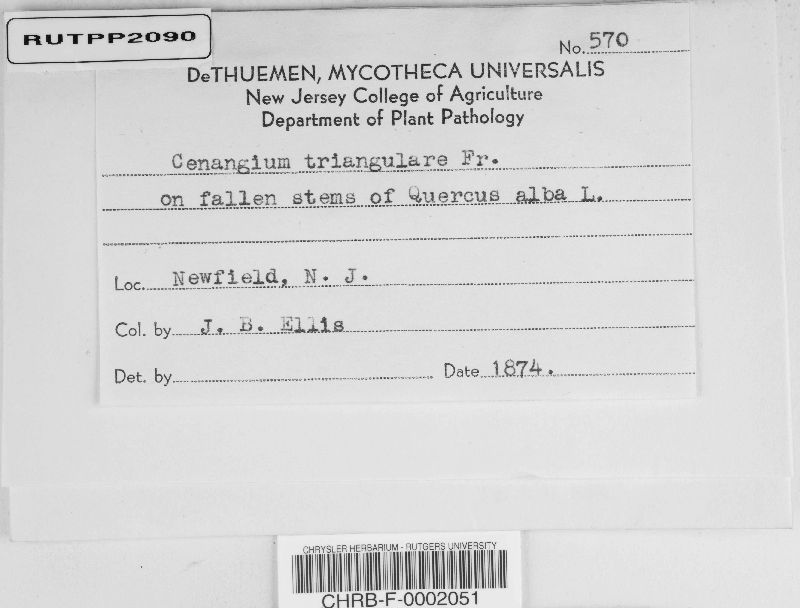 RUTPP2090
No. 570
DeTHUEMEN, MYCOTHECA UNIVERSALIS
New Jersey College of Agriculture
Department of Plant Pathology
Cenangium triangulare Fr.
on fallen stems of Quercus alba L.
Loc. Newfield, N. J.
Col. by J. B. Ellis
Det. by Date 1874.
CHRYSLER HERBARIUM - RUTGERS UNIVERSITY
CHRB-F-0002051